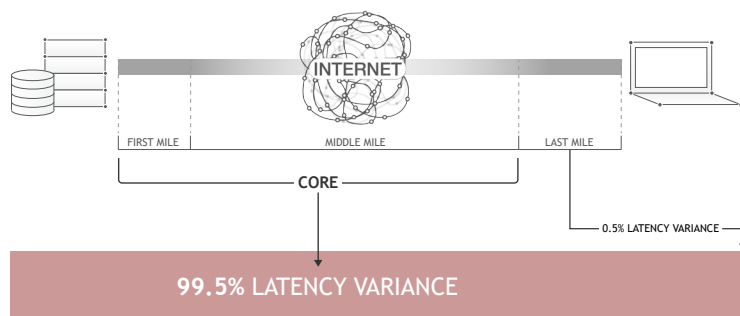 INTERNET
FIRST MILE
MIDDLE MILE
LAST MILE
CORE
0.5% LATENCY VARIANCE
99.5% LATENCY VARIANCE